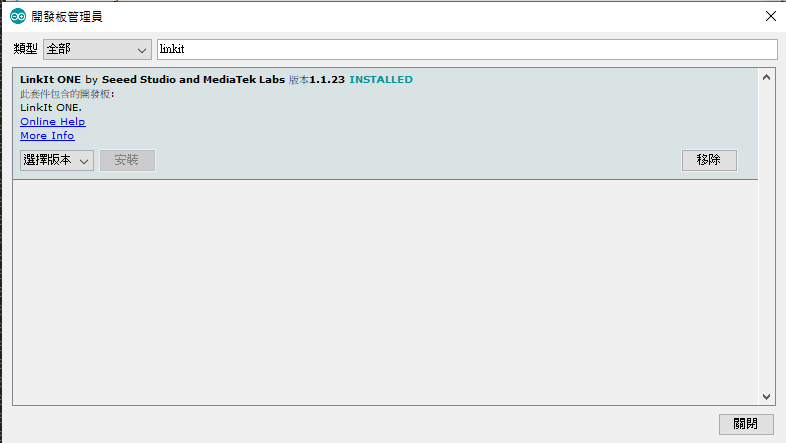 開發板管理員
類型 全部 linkit
LinkIt ONE by Seeed Studio and MediaTek Labs 版本1.1.23 INSTALLED
此套件包含的開發板:
LinkIt ONE.
Online Help
More Info
選擇版本 安裝 移除
關閉